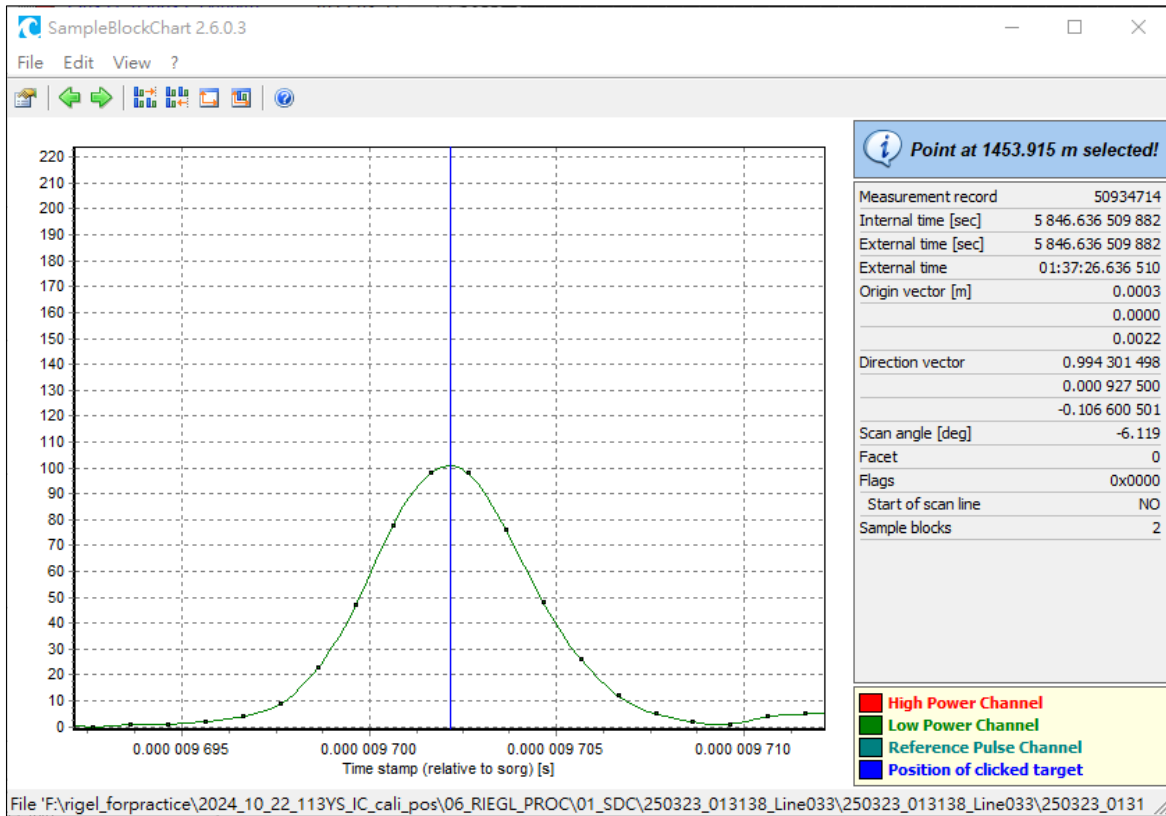 SampleBlockChart 2.6.0.3
File Edit View ?
Point at 1453.915 m selected!
220
210
200
190
180
170
160
150
140
130
120
110
100
90
80
70
60
50
40
30
20
10
0
0.000 009 695 0.000 009 700 0.000 009 705 0.000 009 710
Time stamp (relative to sorg) [s]
Measurement record 50934714
Internal time [sec] 5 846.636 509 882
External time [sec] 5 846.636 509 882
External time 01:37:26.636 510
Origin vector [m] 0.0003
0.0000
0.0022
Direction vector 0.994 301 498
0.000 927 500
-0.106 600 501
Scan angle [deg] -6.119
Facet 0
Flags 0x0000
Start of scan line NO
Sample blocks 2
High Power Channel
Low Power Channel
Reference Pulse Channel
Position of clicked target
File 'F:\rigel_forpractice\2024_10_22_113YS_IC_cali_pos\06_RIEGL_PROC\01_SDC\250323_013138_Line033\250323_013138_Line033\250323_0131